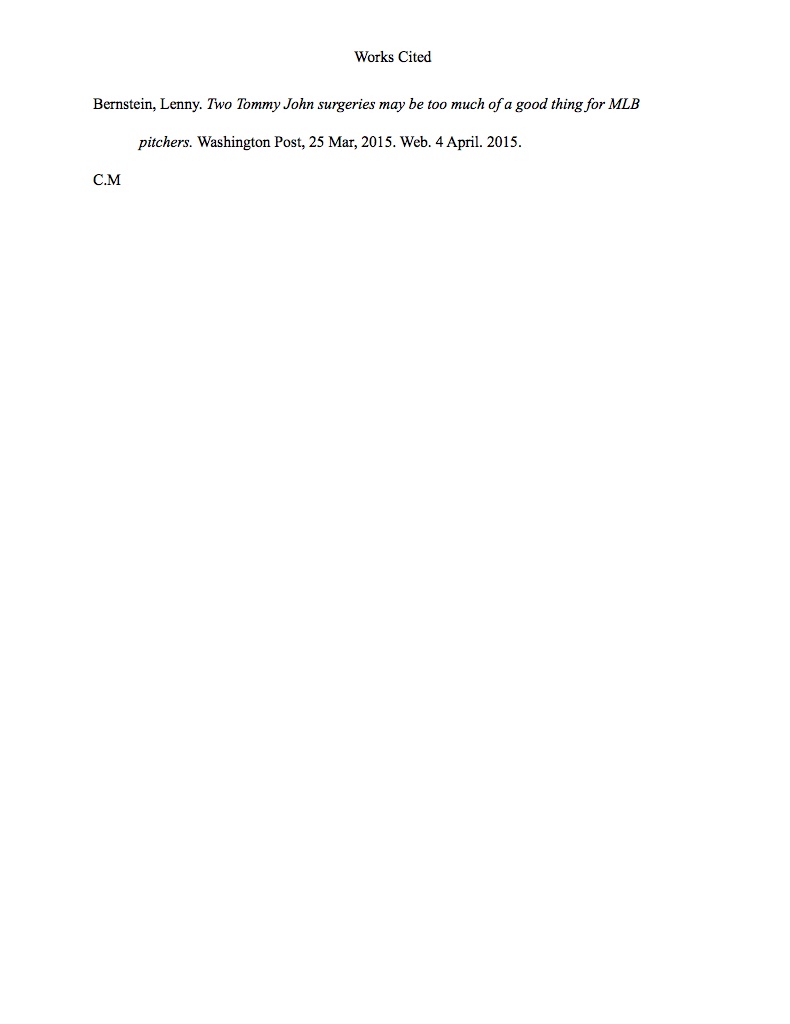 Works Cited
Bernstein, Lenny. Two Tommy John surgeries may be too much of a good thing for MLB
pitchers. Washington Post, 25 Mar, 2015. Web. 4 April. 2015.
C.M